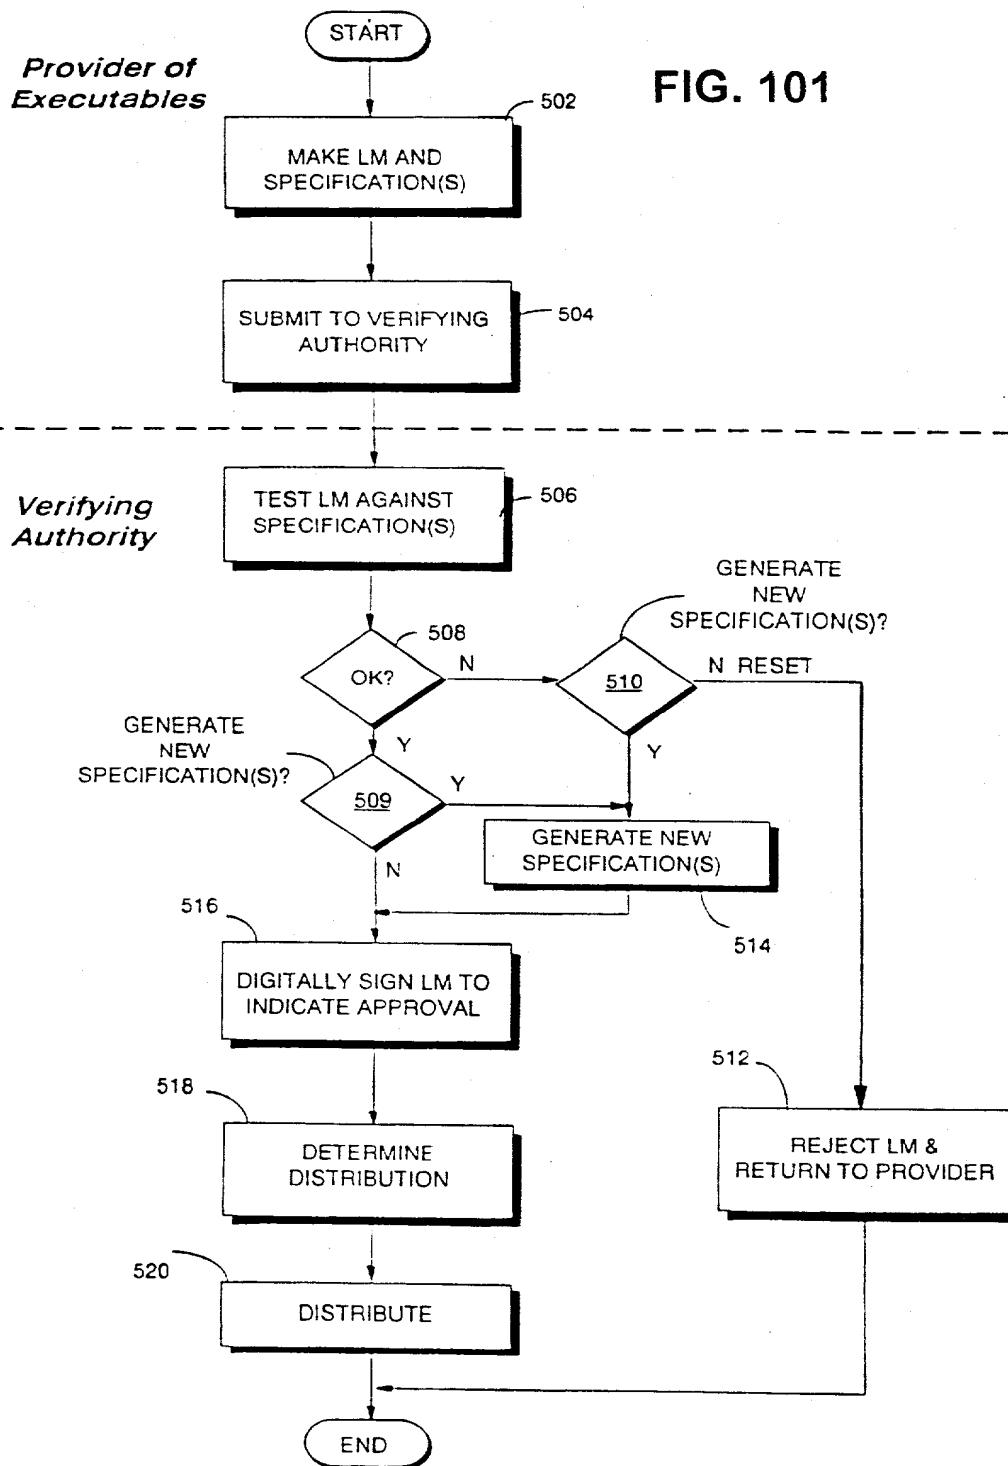 START
Provider of
Executables
FIG. 101
502
MAKE LM AND
SPECIFICATION(S)
SUBMIT TO VERIFYING
AUTHORITY
504
Verifying
Authority
TEST LM AGAINST
SPECIFICATION(S)
506
GENERATE
NEW
SPECIFICATION(S)?
508
OK?
N
510
N RESET
GENERATE
NEW
SPECIFICATION(S)?
Y
Y
509
Y
N
GENERATE NEW
SPECIFICATION(S)
514
516
DIGITALLY SIGN LM TO
INDICATE APPROVAL
518
DETERMINE
DISTRIBUTION
512
REJECT LM &
RETURN TO PROVIDER
520
DISTRIBUTE
END